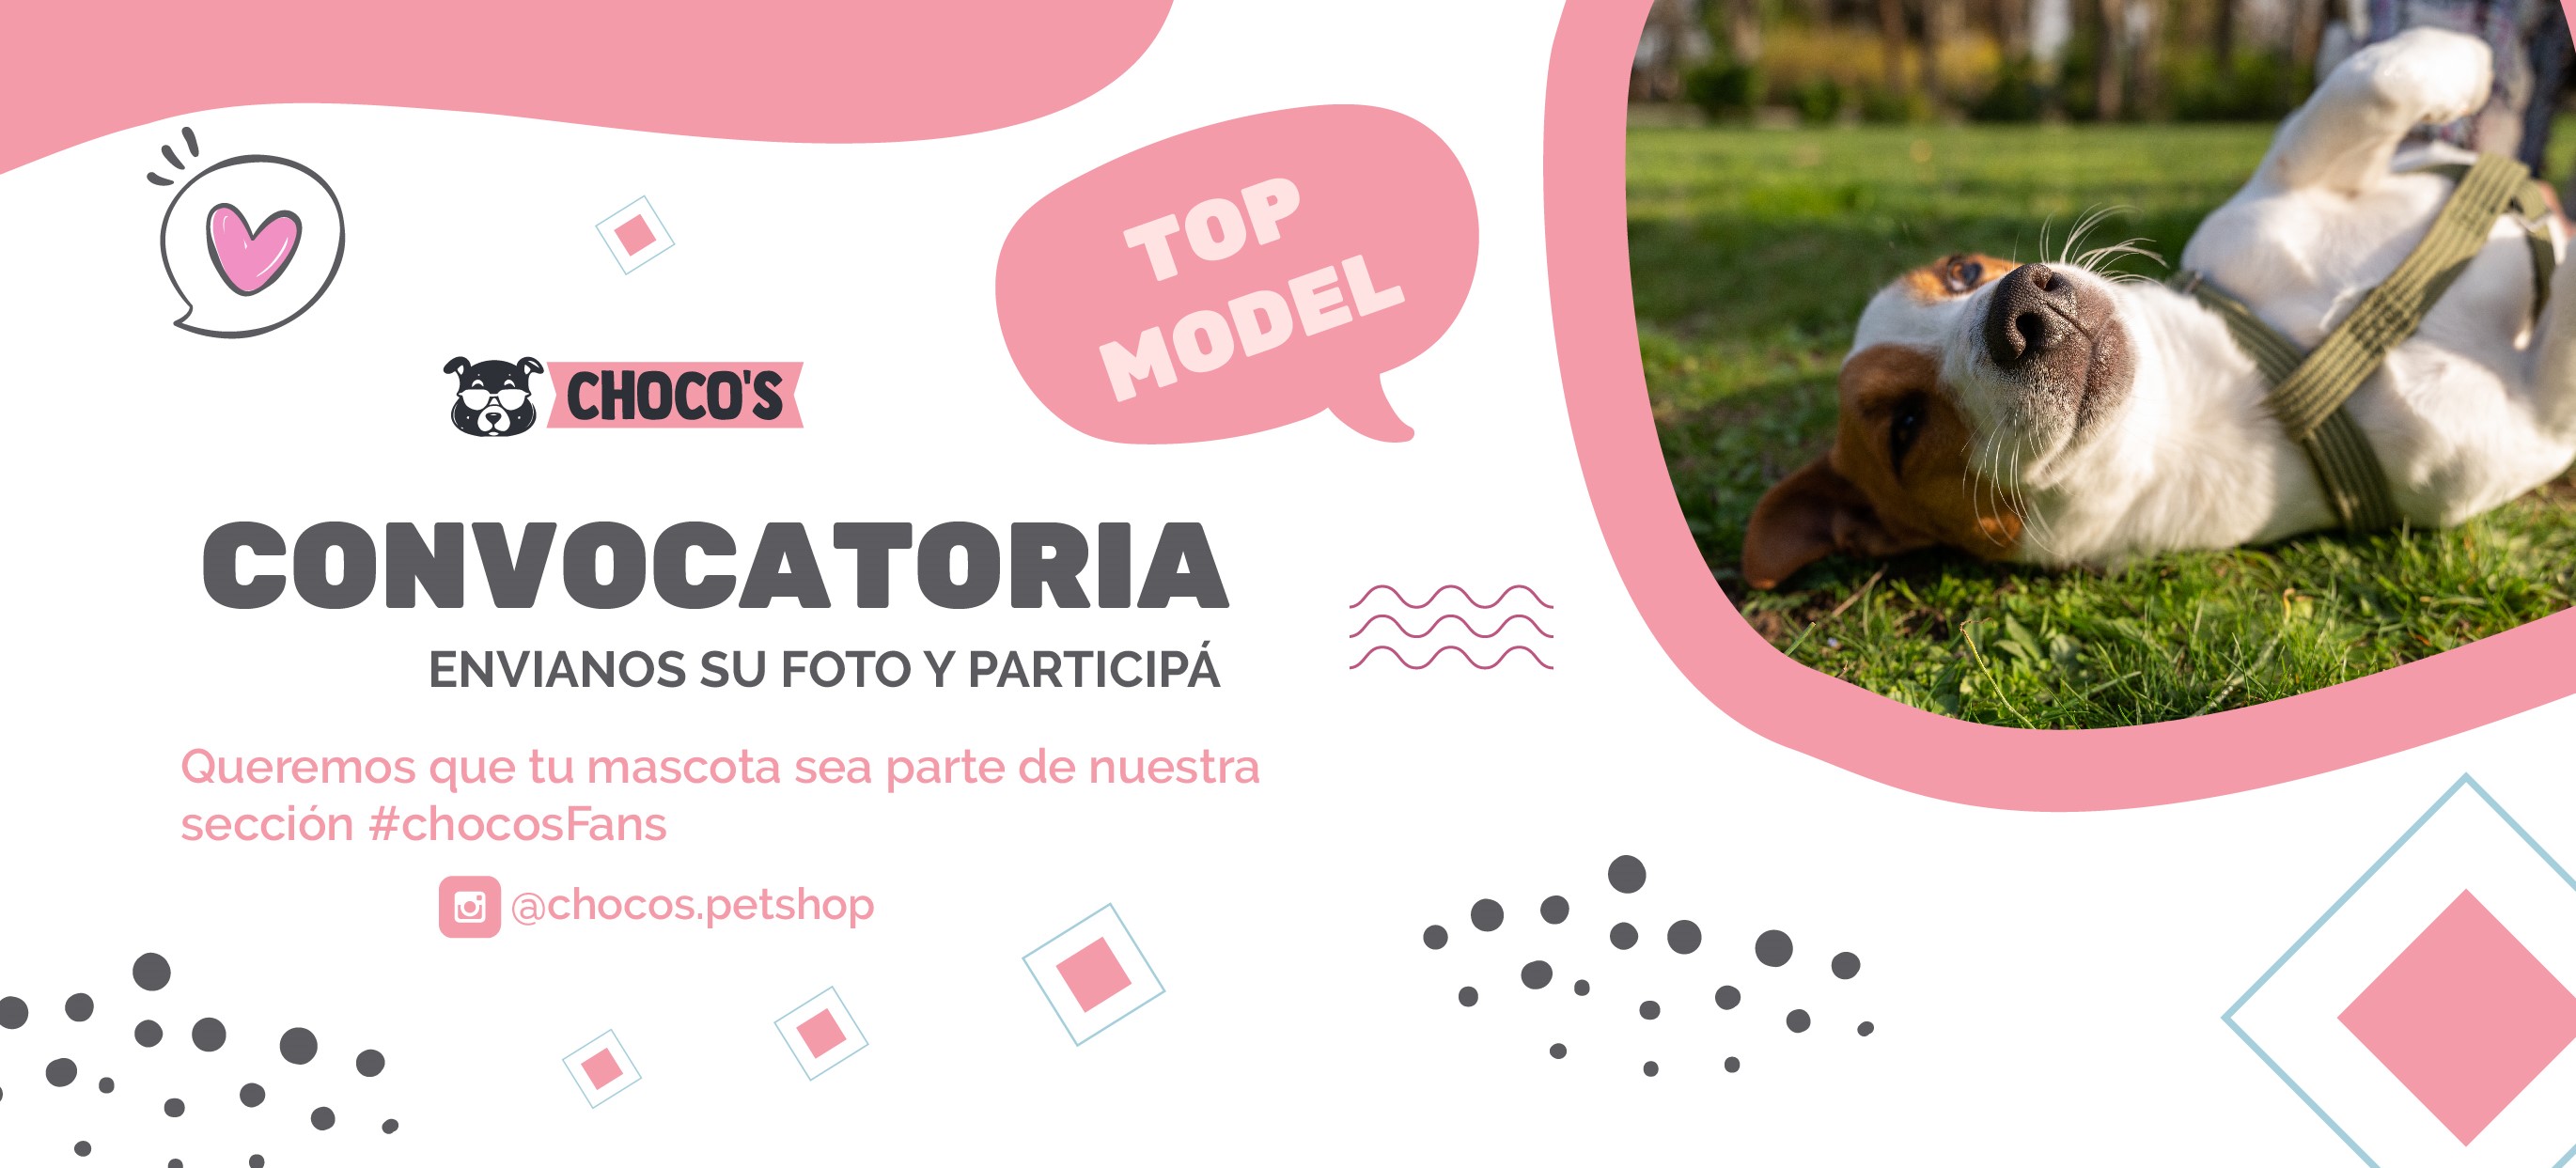 TOP
MODEL
CHOCO'S
CONVOCATORIA
ENVIANOS SU FOTO Y PARTICIPÁ
Queremos que tu mascota sea parte de nuestra
sección #chocosFans
@chocos.petshop